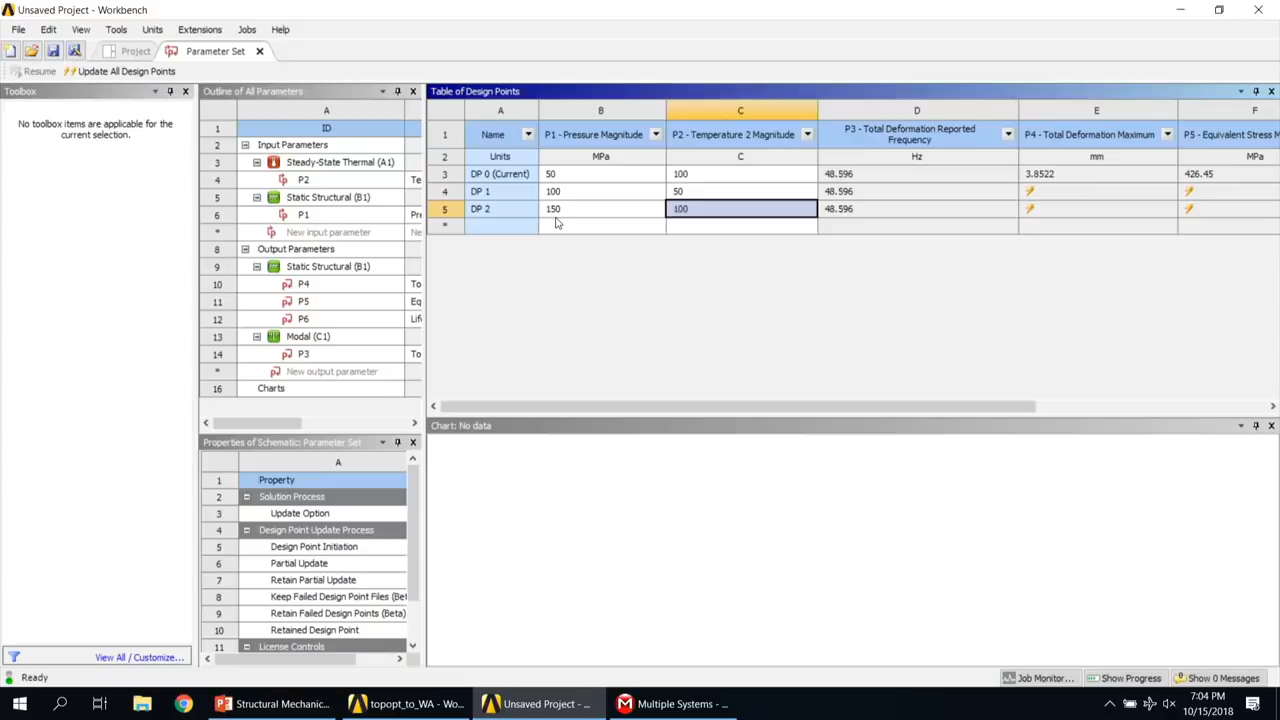 Unsaved Project - Workbench
File Edit View Tools Units Extensions Jobs Help
Project Parameter Set
Resume Update All Design Points
Toolbox
No toolbox items are applicable for the
current selection.
View All / Customize...
Outline of All Parameters
A
1 ID
2 Input Parameters
3 Steady-State Thermal (A1)
4 P2 Te
5 Static Structural (B1)
6 P1 Pre
* New input parameter Ne
8 Output Parameters
9 Static Structural (B1)
10 P4 To
11 P5 Eq
12 P6 Life
13 Modal (C1)
14 P3 To
* New output parameter
16 Charts
Properties of Schematic: Parameter Set
A
1 Property
2 Solution Process
3 Update Option
4 Design Point Update Process
5 Design Point Initiation
6 Partial Update
7 Retain Partial Update
8 Keep Failed Design Point Files (Bet
9 Retain Failed Design Points (Beta)
10 Retained Design Point
11 License Controls
Table of Design Points
A B C D E F
1 Name P1 - Pressure Magnitude P2 - Temperature 2 Magnitude P3 - Total Deformation Reported Frequency P4 - Total Deformation Maximum P5 - Equivalent Stress M
2 Units MPa C Hz mm MPa
3 DP 0 (Current) 50 100 48.596 3.8522 426.45
4 DP 1 100 50 48.596
5 DP 2 150 100 48.596
*
Chart: No data
Ready
Job Monitor... Show Progress Show 0 Messages
Structural Mechanic... topopt_to_WA - Wo... Unsaved Project - ... Multiple Systems - ...
7:04 PM
10/15/2018